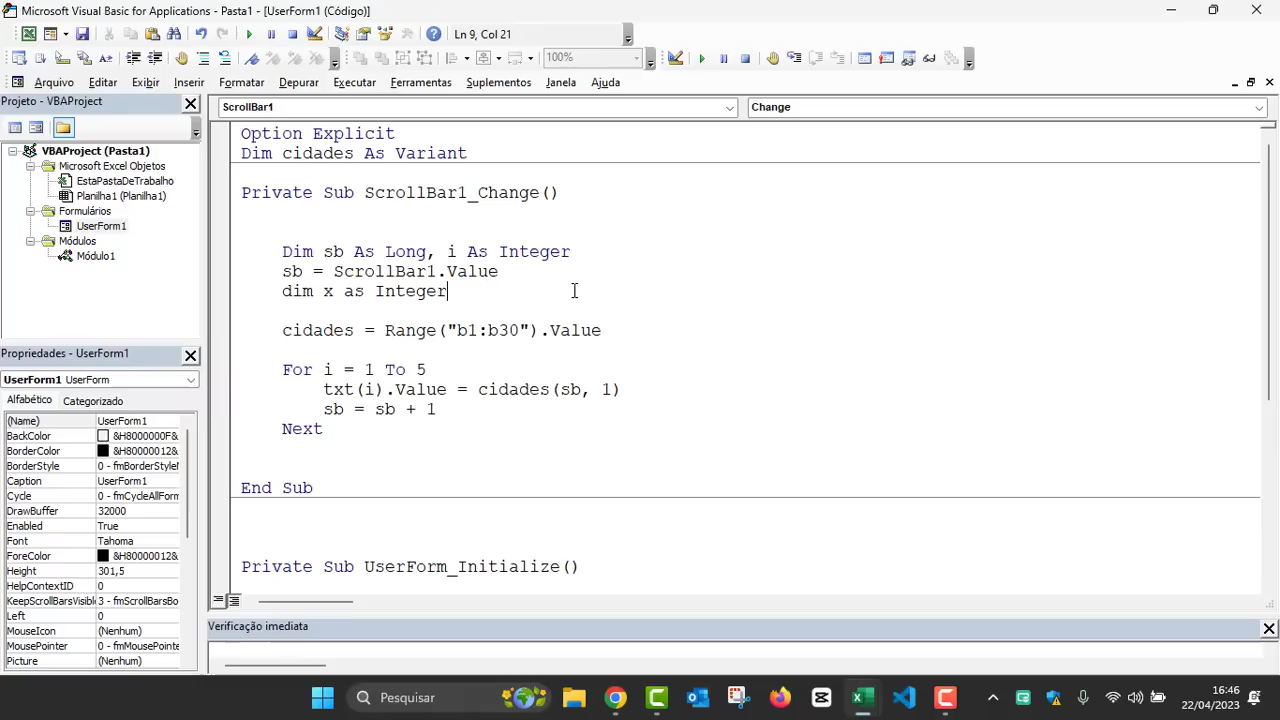 Microsoft Visual Basic for Applications - Pasta1 - [UserForm1 (Código)]
Ln 9, Col 21
100%
Arquivo Editar Exibir Inserir Formatar Depurar Executar Ferramentas Suplementos Janela Ajuda
Projeto - VBAProject
VBAProject (Pasta1)
Microsoft Excel Objetos
EstaPastaDeTrabalho
Planilha1 (Planilha1)
Formulários
UserForm1
Módulos
Módulo1
Propriedades - UserForm1
UserForm1 UserForm
Alfabético Categorizado
(Name) UserForm1
BackColor &H8000000F&
BorderColor &H80000012&
BorderStyle 0 - fmBorderStyle
Caption UserForm1
Cycle 0 - fmCycleAllForm
DrawBuffer 32000
Enabled True
Font Tahoma
ForeColor &H80000012&
Height 301,5
HelpContextID 0
KeepScrollBarsVisible 3 - fmScrollBarsBo
Left 0
MouseIcon (Nenhum)
MousePointer 0 - fmMousePointe
Picture (Nenhum)
ScrollBar1 Change
Option Explicit
Dim cidades As Variant
Private Sub ScrollBar1_Change()
Dim sb As Long, i As Integer
sb = ScrollBar1.Value
dim x as Integer
cidades = Range("b1:b30").Value
For i = 1 To 5
txt(i).Value = cidades(sb, 1)
sb = sb + 1
Next
End Sub
Private Sub UserForm_Initialize()
Verificação imediata
Pesquisar
16:46
22/04/2023